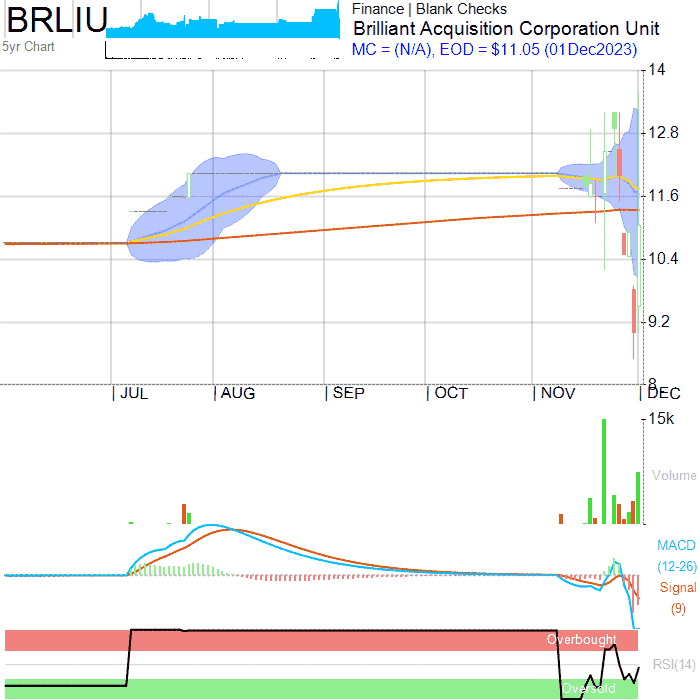 BRLIU
Finance | Blank Checks
Brilliant Acquisition Corporation Unit
5yr Chart
MC = (N/A), EOD = $11.05 (01Dec2023)
14
12.8
11.6
10.4
9.2
8
| JUL
| AUG
| SEP
| OCT
| NOV
| DEC
15k
Volume
MACD
(12-26)
Signal
(9)
Overbought
RSI(14)
Oversold